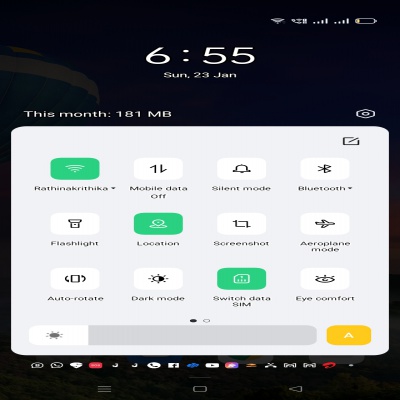 6:55
Sun, 23 Jan
This month: 181 MB
Rathinakrithika
Mobile data
Off
Silent mode
Bluetooth
Flashlight
Location
Screenshot
Aeroplane
mode
Auto-rotate
Dark mode
Switch data
SIM
Eye comfort
A